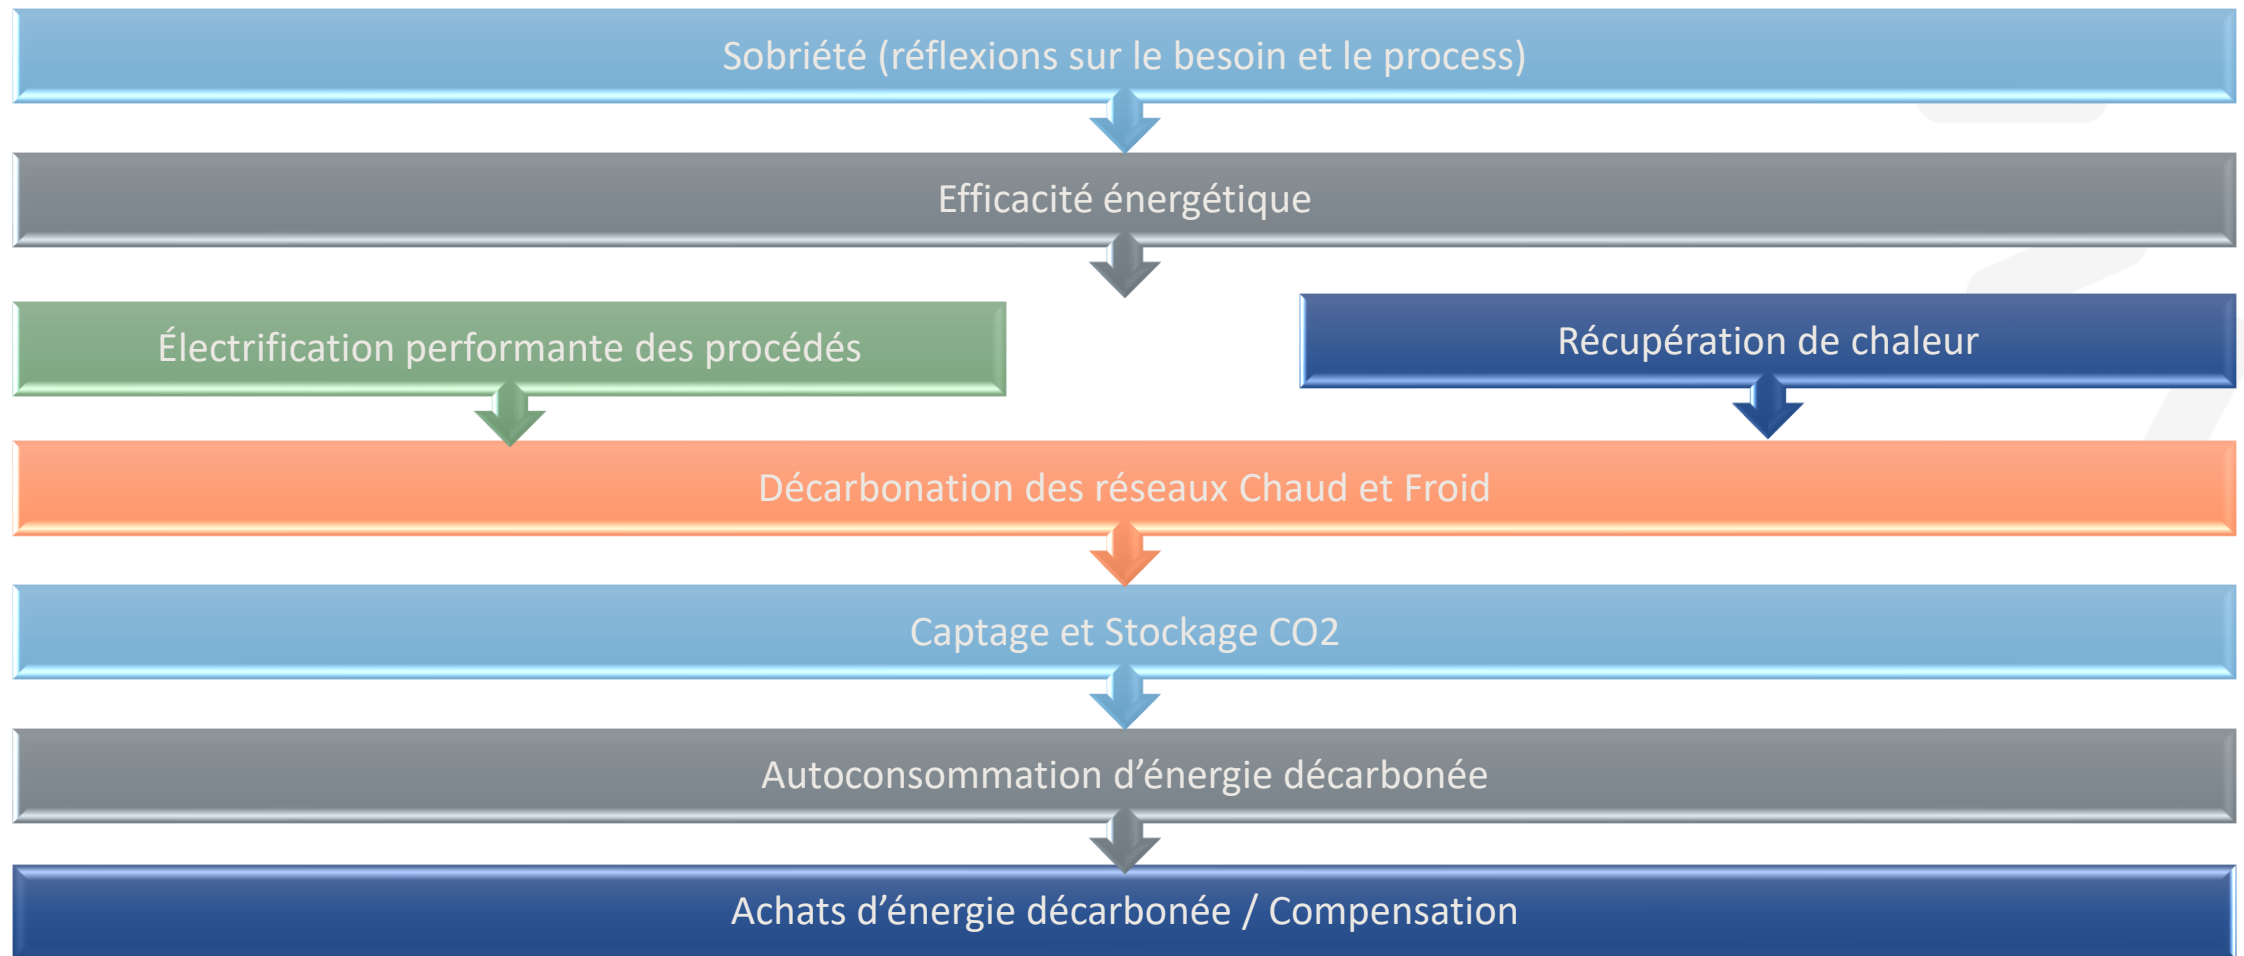 Sobriété (réflexions sur le besoin et le process)
Efficacité énergétique
Électrification performante des procédés
Récupération de chaleur
Décarbonation des réseaux Chaud et Froid
Captage et Stockage CO2
Autoconsommation d’énergie décarbonée
Achats d’énergie décarbonée / Compensation